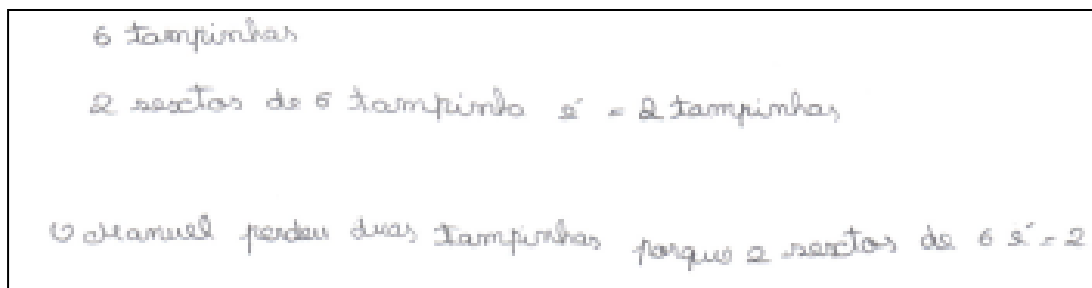 6 tampinhas
2 sextos de 6 tampinha é = 2 tampinhas
O Manuel perdeu duas tampinhas porque 2 sextos de 6 é = 2